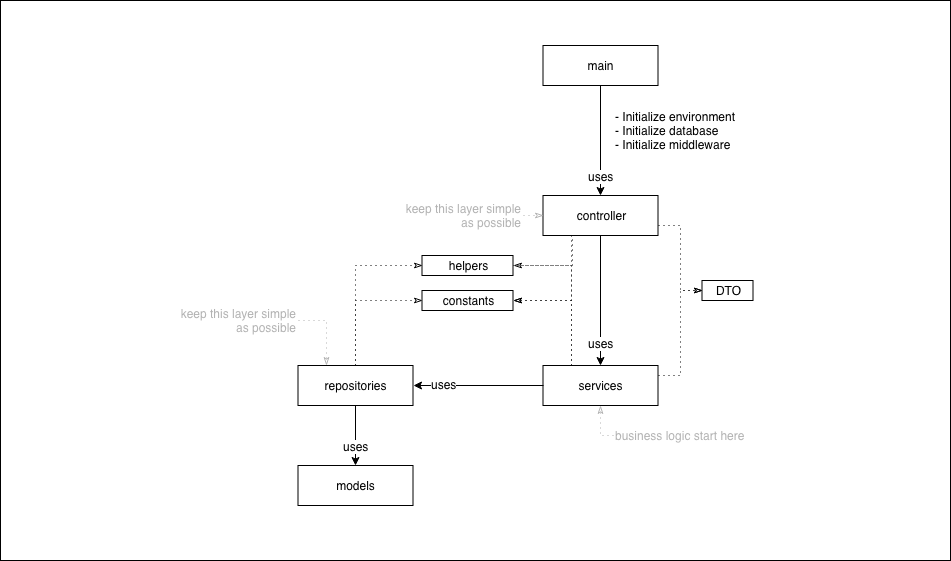 main
- Initialize environment
- Initialize database
- Initialize middleware
uses
keep this layer simple
as possible
controller
helpers
constants
DTO
keep this layer simple
as possible
uses
repositories
uses
services
business logic start here
uses
models